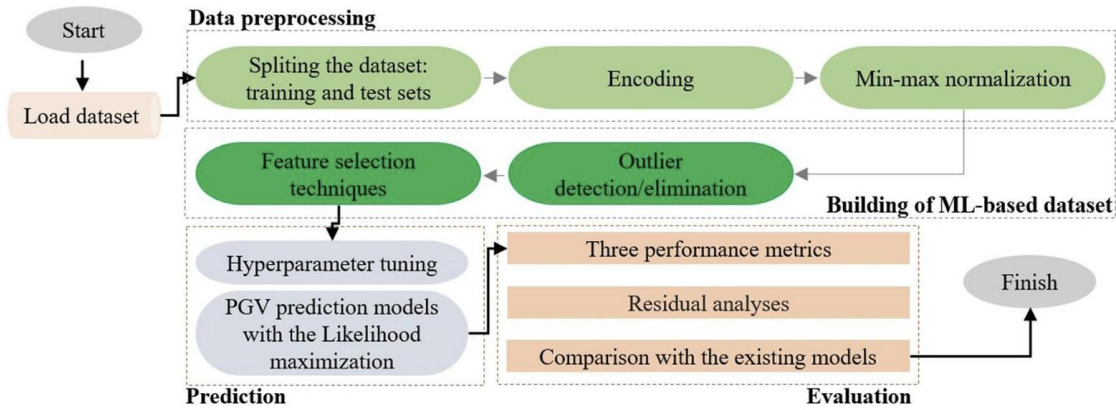 Start
Load dataset
Data preprocessing
Spliting the dataset:
training and test sets
Encoding
Min-max normalization
Feature selection
techniques
Outlier
detection/elimination
Building of ML-based dataset
Hyperparameter tuning
PGV prediction models
with the Likelihood
maximization
Prediction
Three performance metrics
Residual analyses
Comparison with the existing models
Evaluation
Finish